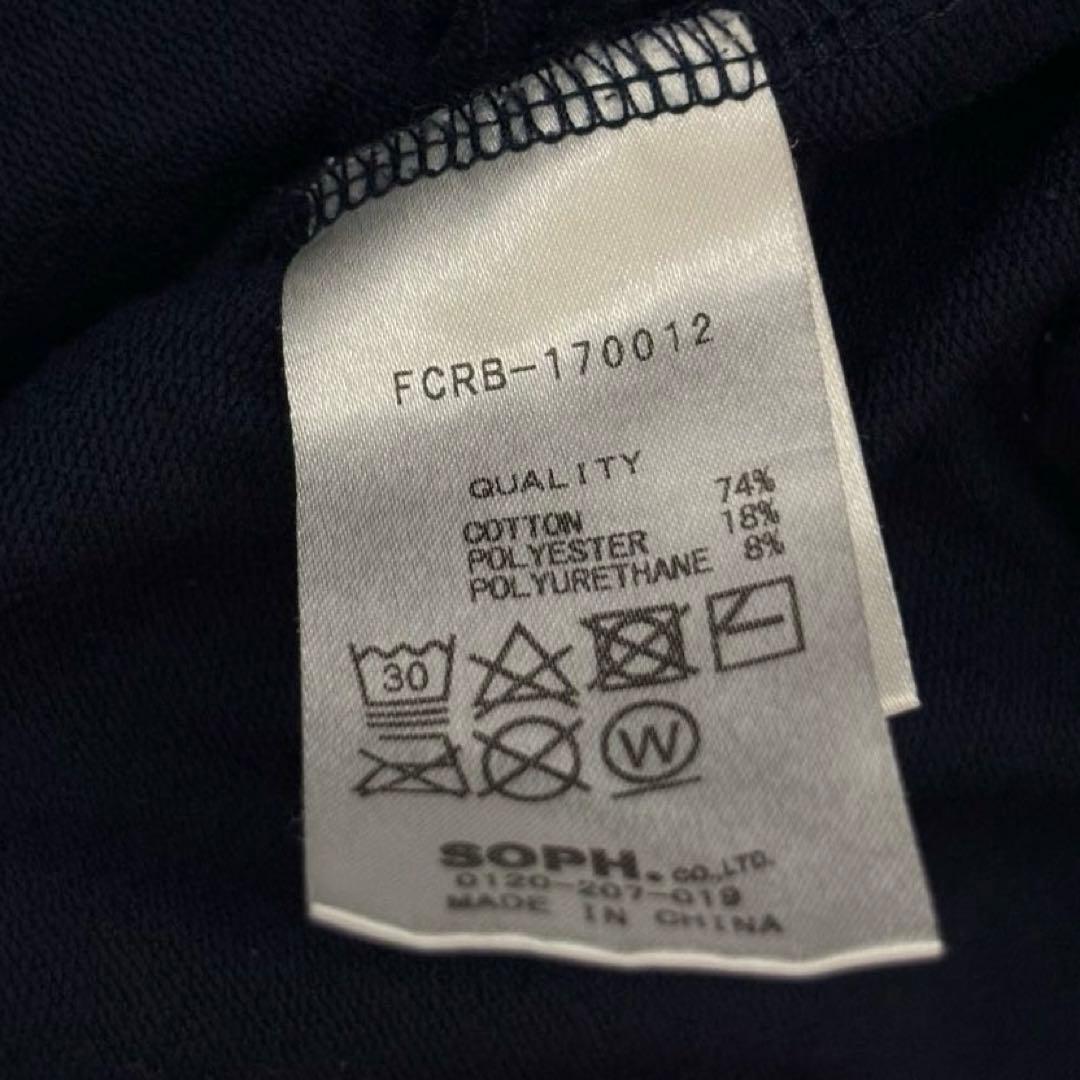 FCRB-170012
QUALITY
COTTON 74%
POLYESTER 18%
POLYURETHANE 8%
30
W
SOPH. CO.,LTD.
0120-207-019
MADE IN CHINA